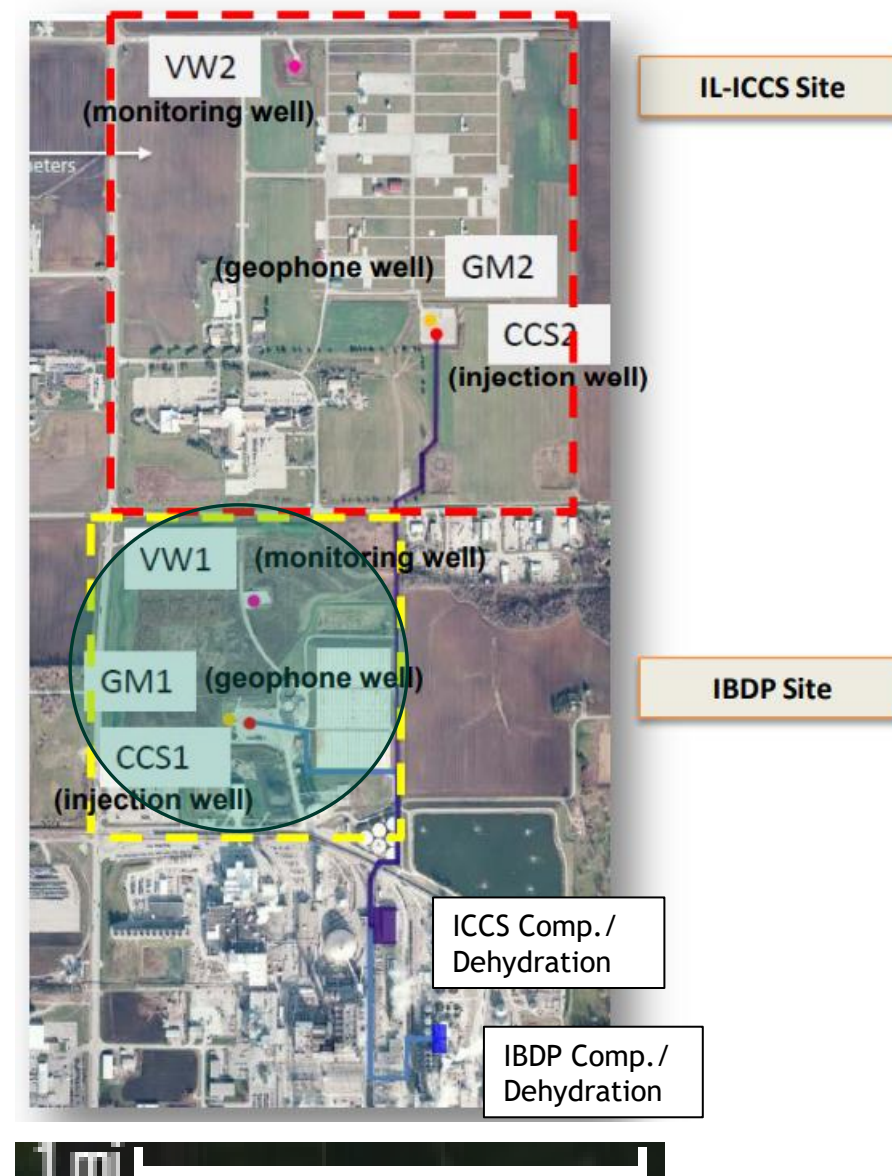 VW2
(monitoring well)
IL-ICCS Site
eters
(geophone well) GM2
CCS2
(injection well)
VW1 (monitoring well)
GM1 (geophone well)
IBDP Site
CCS1
(injection well)
ICCS Comp./
Dehydration
IBDP Comp./
Dehydration